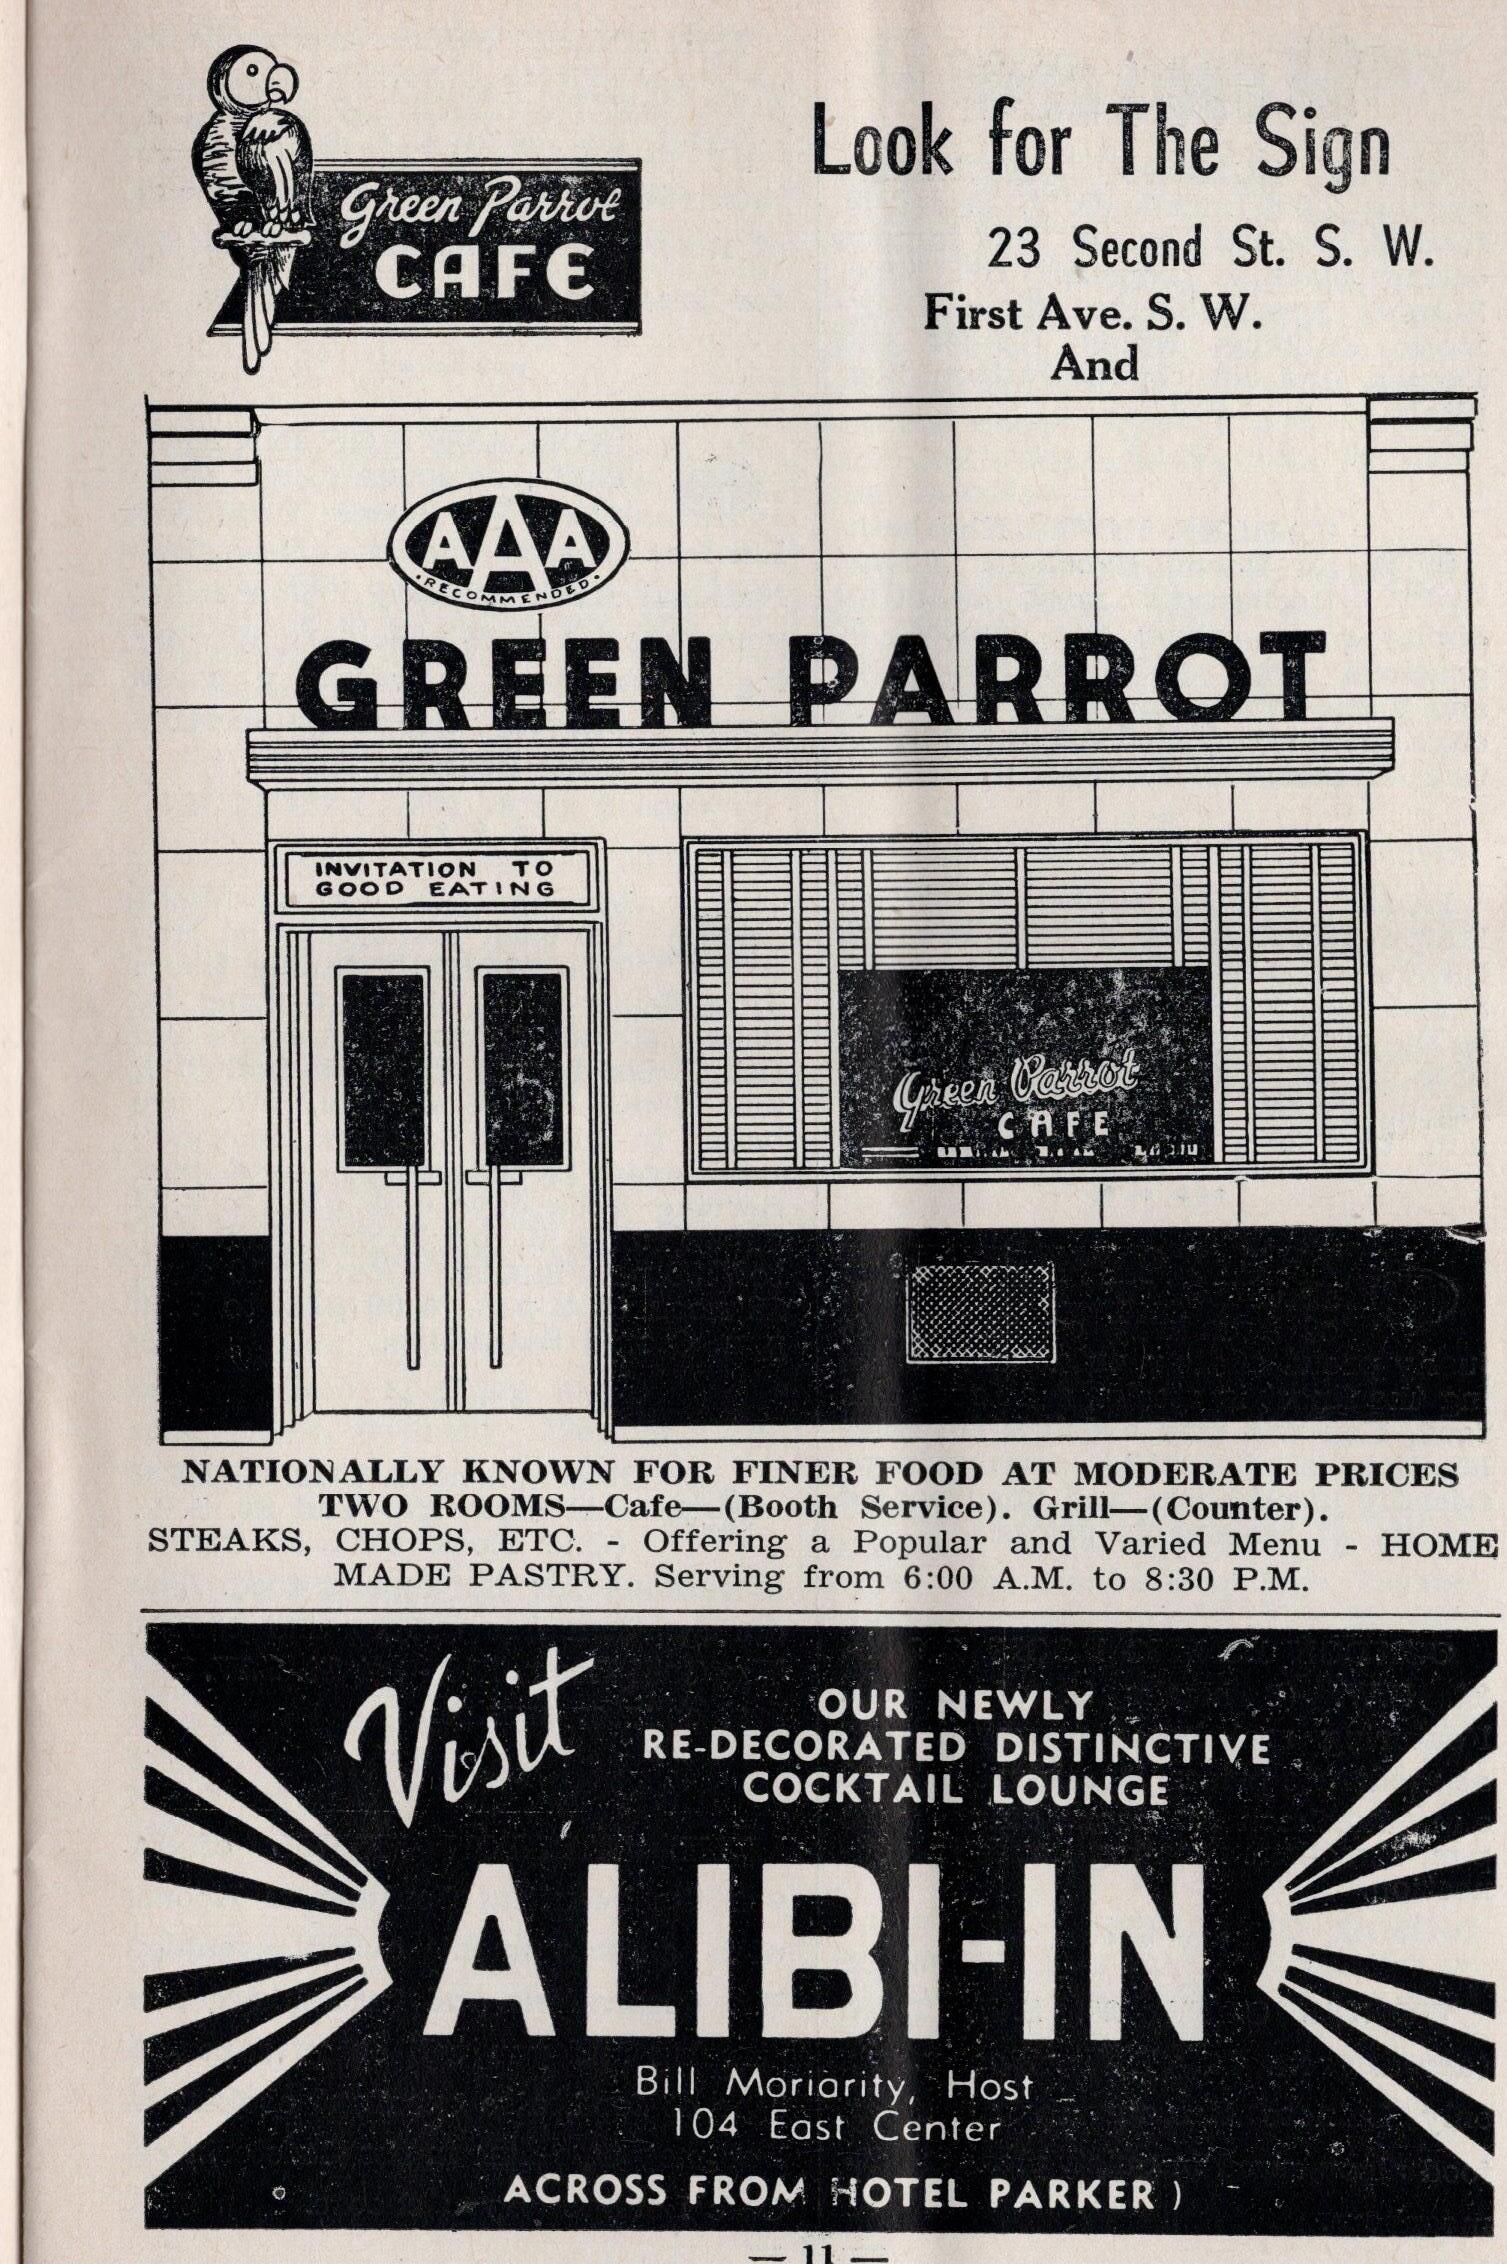 Green Parrot
CAFE
Look for The Sign
23 Second St. S. W.
First Ave. S. W.
And
AAA
·RECOMMENDED·
GREEN PARROT
INVITATION TO
GOOD EATING
Green Parrot
CAFE
NATIONALLY KNOWN FOR FINER FOOD AT MODERATE PRICES
TWO ROOMS—Cafe—(Booth Service). Grill—(Counter).
STEAKS, CHOPS, ETC. - Offering a Popular and Varied Menu - HOME
MADE PASTRY. Serving from 6:00 A.M. to 8:30 P.M.
Visit
OUR NEWLY
RE-DECORATED DISTINCTIVE
COCKTAIL LOUNGE
ALIBI-IN
Bill Moriarity, Host
104 East Center
ACROSS FROM HOTEL PARKER )
— 11 —